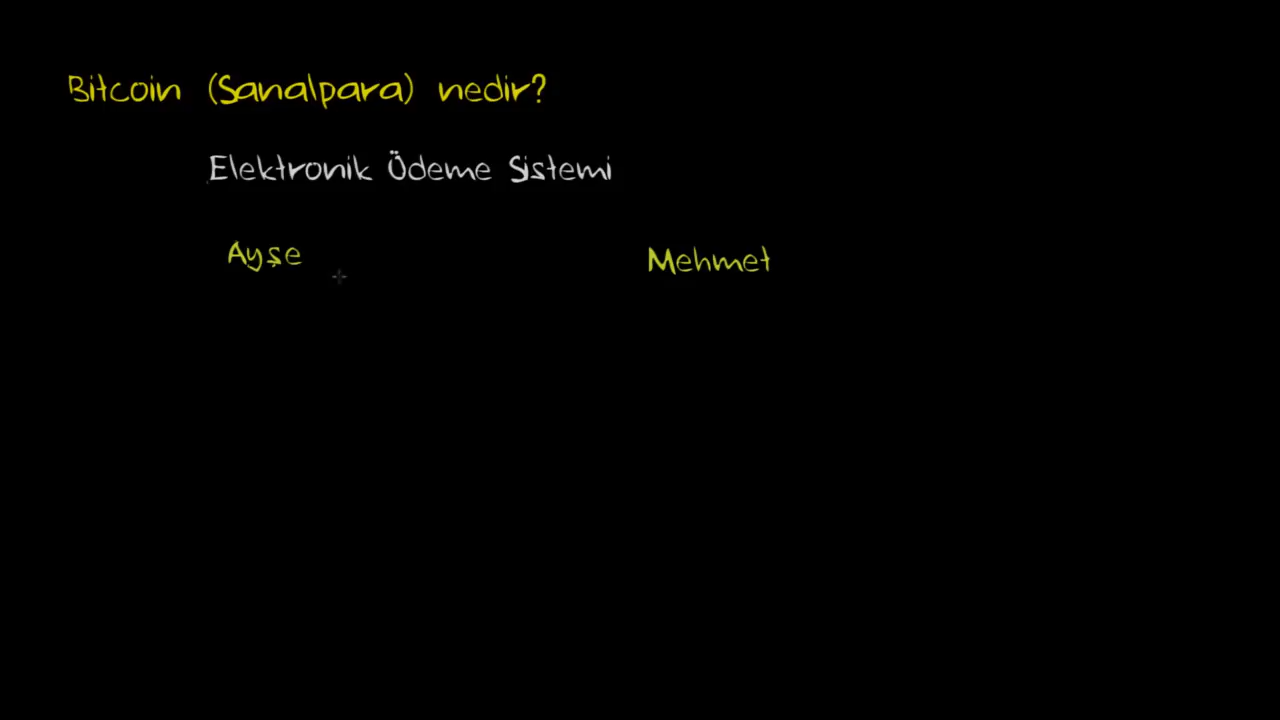 Bitcoin (Sanalpara) nedir?
Elektronik Ödeme Sistemi
Ayşe Mehmet